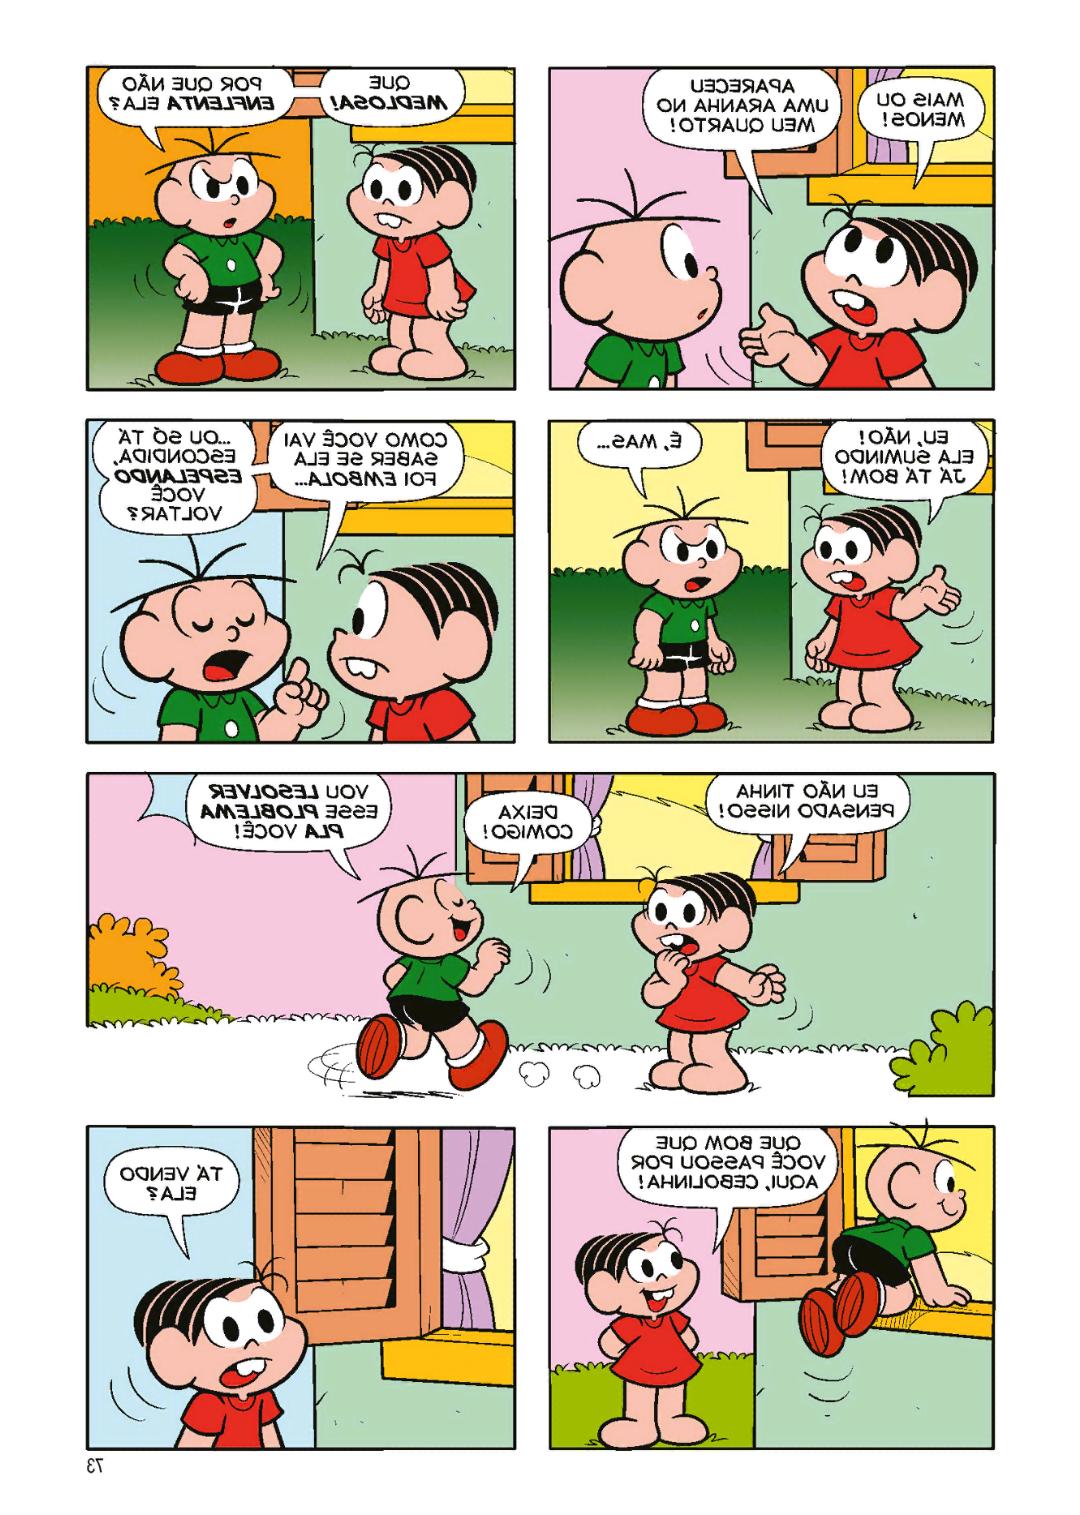 MAIS OU
MENOS!
APARECEU
UMA ARANHA NO
MEU QUARTO!
QUE
MEDLOSA!
POR QUE NÃO
ENFLENTA ELA?
EU, NÃO!
ELA SUMINDO
JÁ TÁ BOM!
É, MAS...
COMO VOCÊ VAI
SABER SE ELA
FOI EMBOLA...
...OU SÓ TÁ
ESCONDIDA,
ESPELANDO
VOCÊ
VOLTAR?
EU NÃO TINHA
PENSADO NISSO!
DEIXA
COMIGO!
VOU LESOLVER
ESSE PLOBLEMA
PLA VOCÊ!
QUE BOM QUE
VOCÊ PASSOU POR
AQUI, CEBOLINHA!
TÁ VENDO
ELA?
73